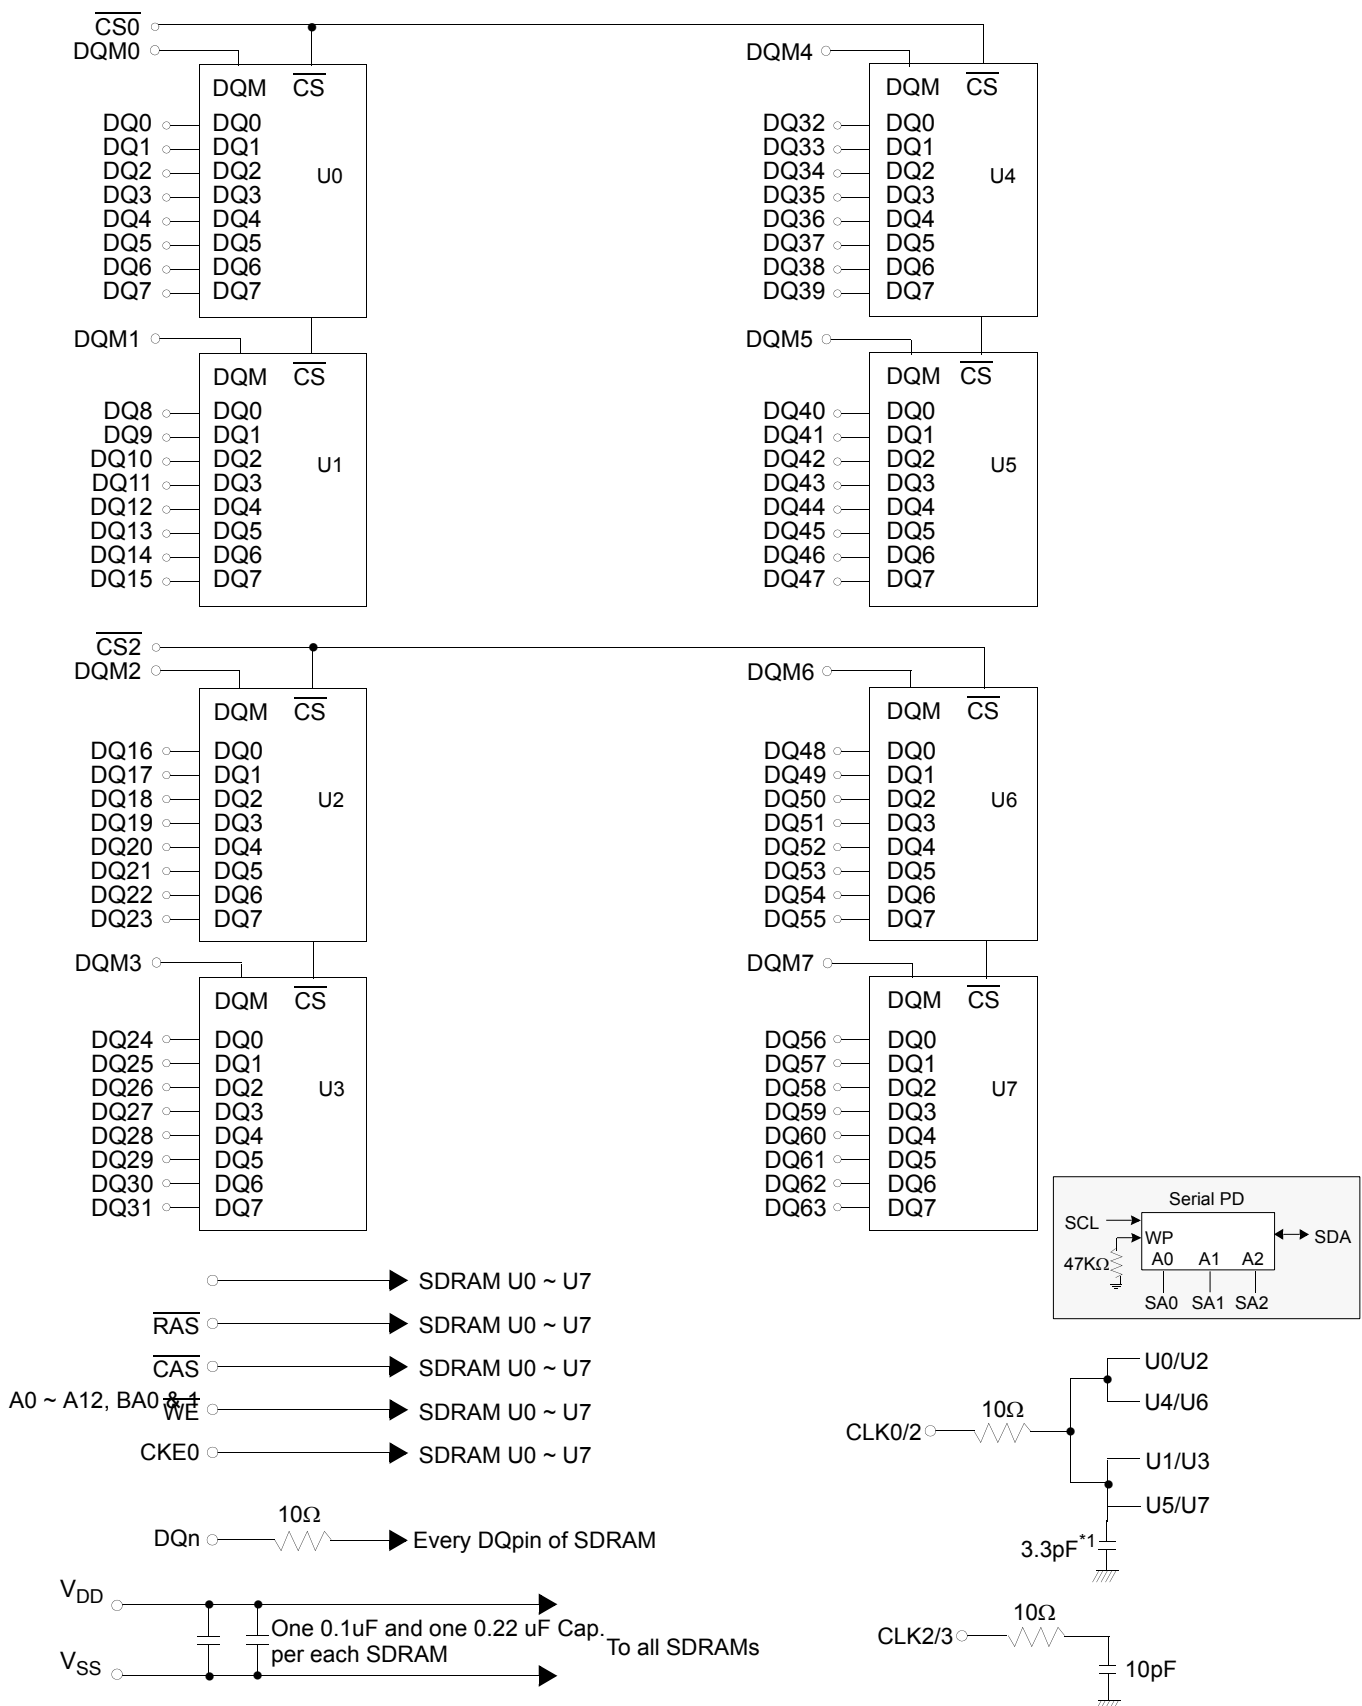 CS0
DQM0
DQM CS
DQ0 DQ0
DQ1 DQ1
DQ2 DQ2
U0
DQ3 DQ3
DQ4 DQ4
DQ5 DQ5
DQ6 DQ6
DQ7 DQ7
DQM4
DQM CS
DQ32 DQ0
DQ33 DQ1
DQ34 DQ2
U4
DQ35 DQ3
DQ36 DQ4
DQ37 DQ5
DQ38 DQ6
DQ39 DQ7
DQM1
DQM CS
DQ8 DQ0
DQ9 DQ1
DQ10 DQ2
U1
DQ11 DQ3
DQ12 DQ4
DQ13 DQ5
DQ14 DQ6
DQ15 DQ7
DQM5
DQM CS
DQ40 DQ0
DQ41 DQ1
DQ42 DQ2
U5
DQ43 DQ3
DQ44 DQ4
DQ45 DQ5
DQ46 DQ6
DQ47 DQ7
CS2
DQM2
DQM CS
DQ16 DQ0
DQ17 DQ1
DQ18 DQ2
U2
DQ19 DQ3
DQ20 DQ4
DQ21 DQ5
DQ22 DQ6
DQ23 DQ7
DQM6
DQM CS
DQ48 DQ0
DQ49 DQ1
DQ50 DQ2
U6
DQ51 DQ3
DQ52 DQ4
DQ53 DQ5
DQ54 DQ6
DQ55 DQ7
DQM3
DQM CS
DQ24 DQ0
DQ25 DQ1
DQ26 DQ2
U3
DQ27 DQ3
DQ28 DQ4
DQ29 DQ5
DQ30 DQ6
DQ31 DQ7
DQM7
DQM CS
DQ56 DQ0
DQ57 DQ1
DQ58 DQ2
U7
DQ59 DQ3
DQ60 DQ4
DQ61 DQ5
DQ62 DQ6
DQ63 DQ7
Serial PD
SCL
WP
SDA
47KΩ
A0 A1 A2
SA0 SA1 SA2
SDRAM U0 ~ U7
RAS SDRAM U0 ~ U7
CAS SDRAM U0 ~ U7
A0 ~ A12, BA0 & 1
WE SDRAM U0 ~ U7
CKE0 SDRAM U0 ~ U7
10Ω
DQn Every DQpin of SDRAM
VDD
One 0.1uF and one 0.22 uF Cap.
per each SDRAM
To all SDRAMs
VSS
U0/U2
U4/U6
10Ω
CLK0/2
U1/U3
U5/U7
3.3pF*1
10Ω
CLK2/3
10pF